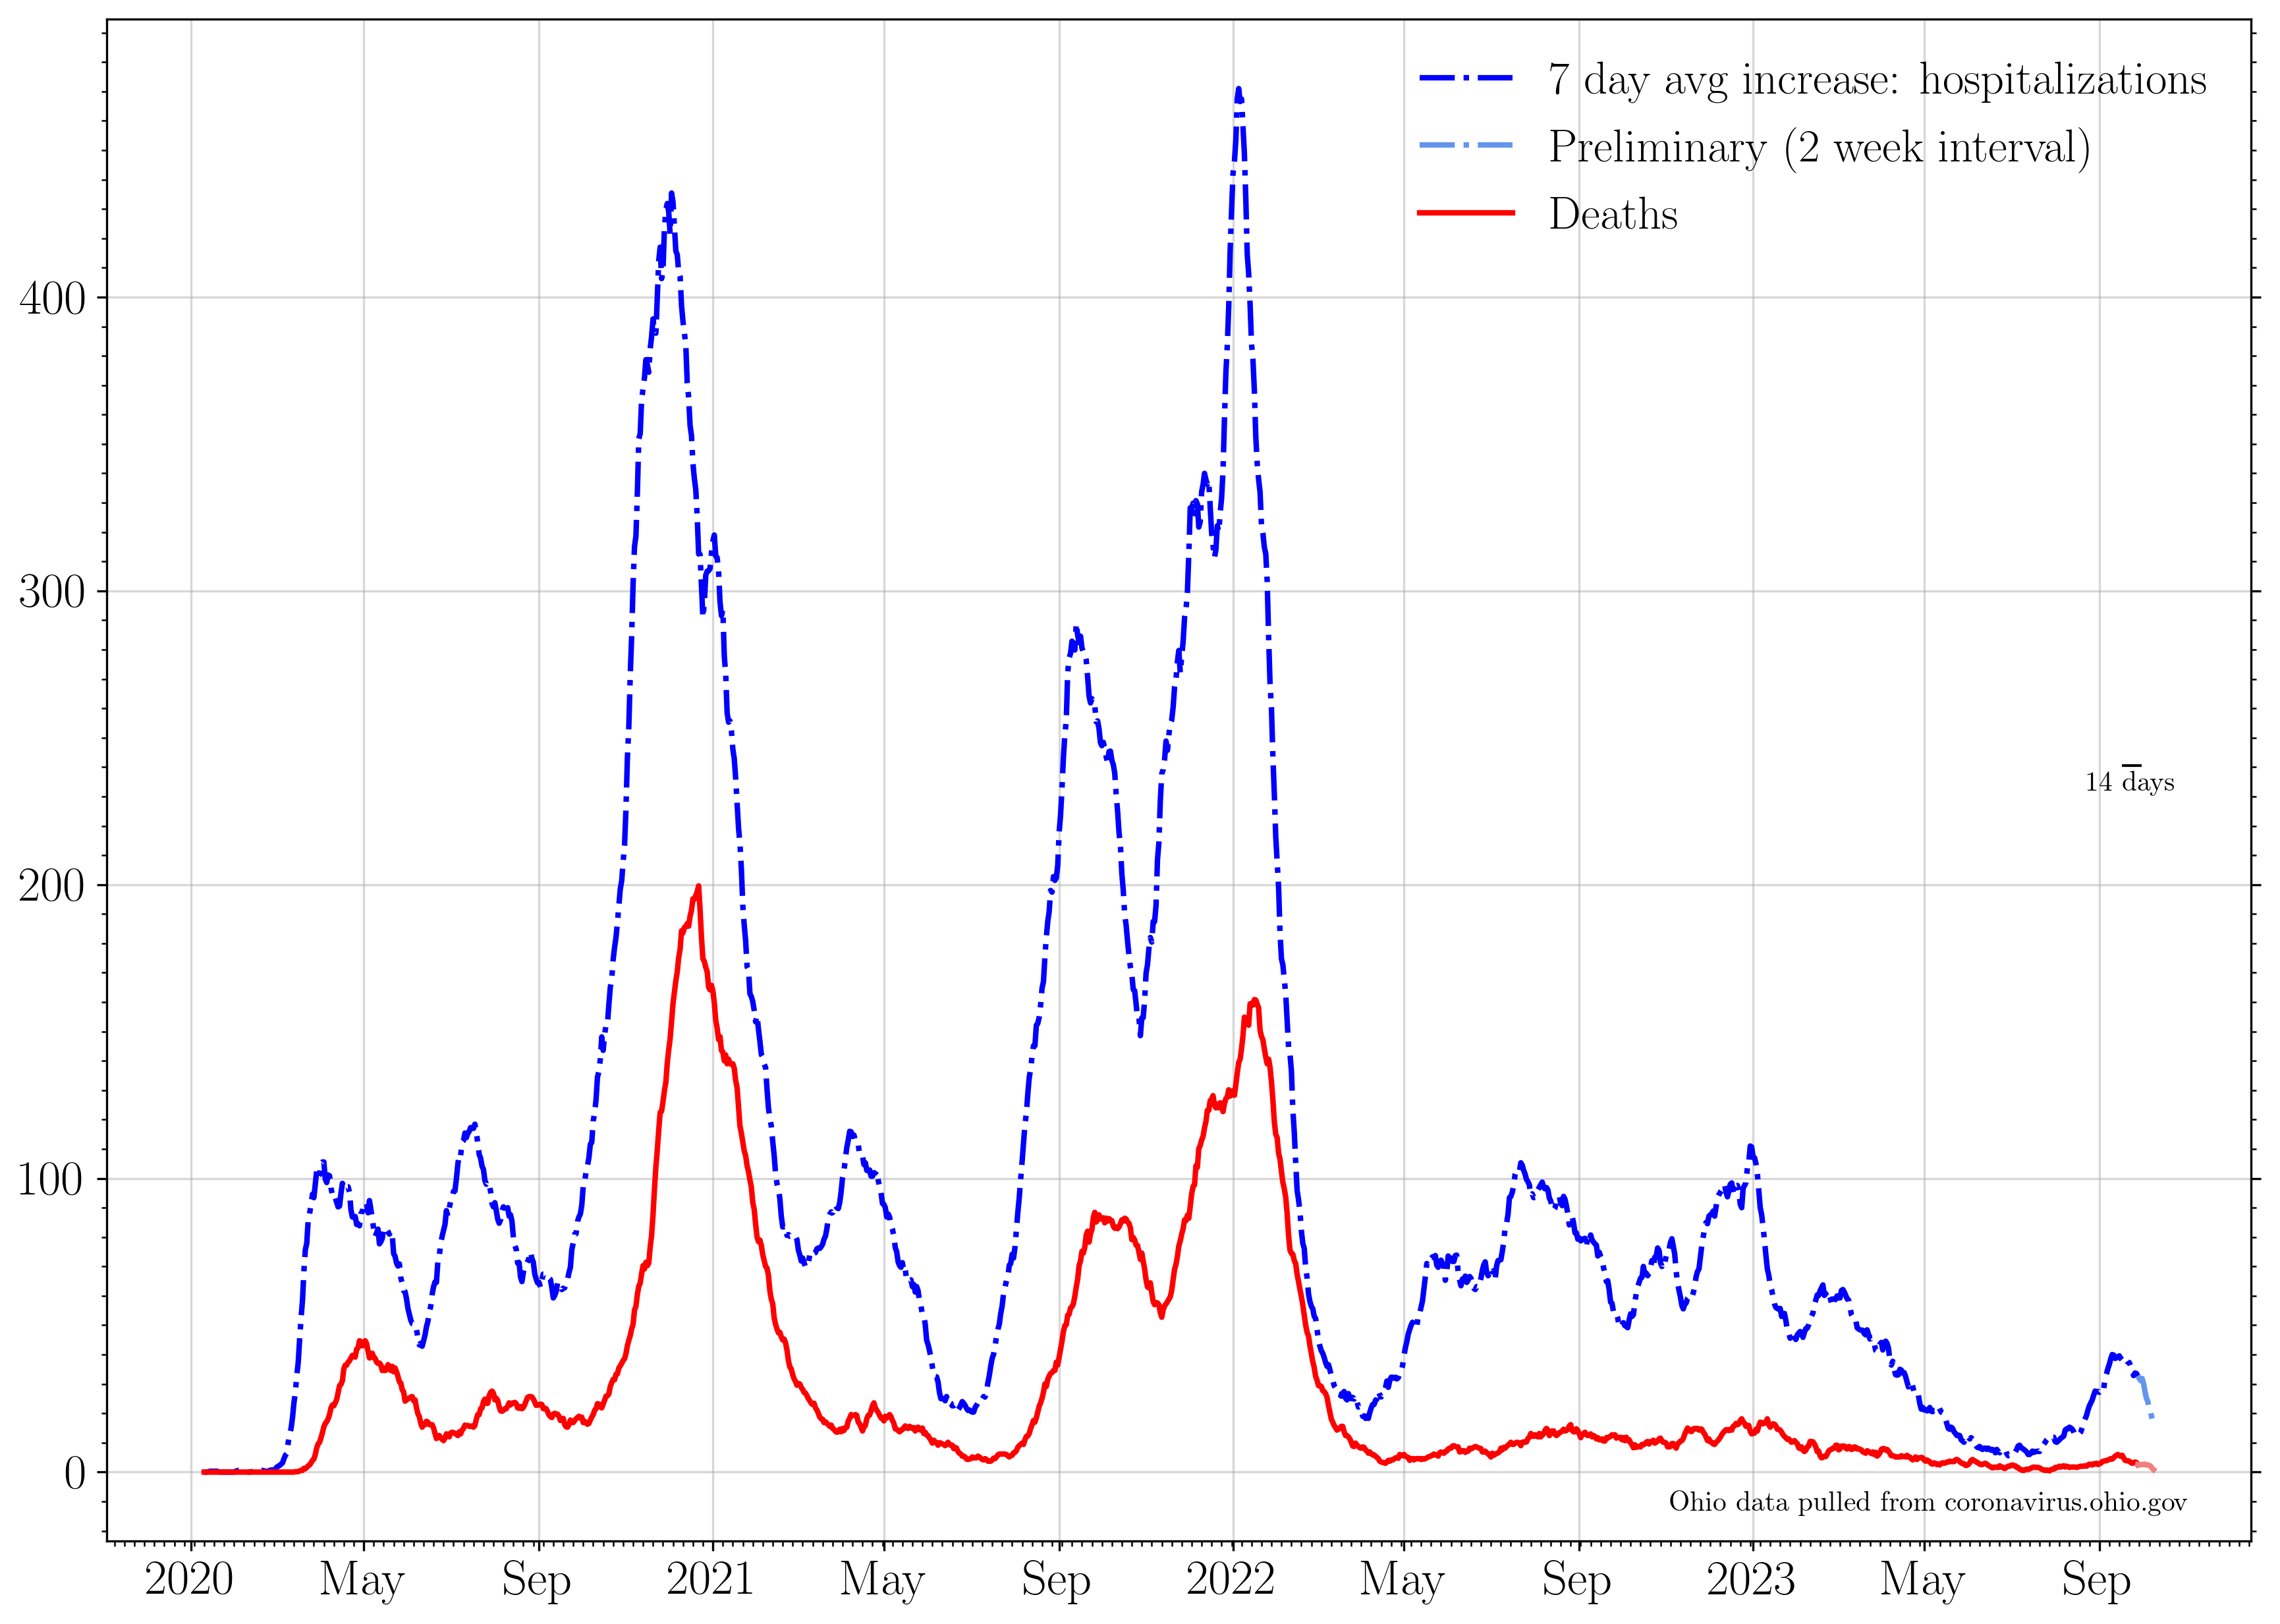 7 day avg increase: hospitalizations
Preliminary (2 week interval)
Deaths
400
300
14 days
200
100
0
Ohio data pulled from coronavirus.ohio.gov
2020 May Sep 2021 May Sep 2022 May Sep 2023 May Sep